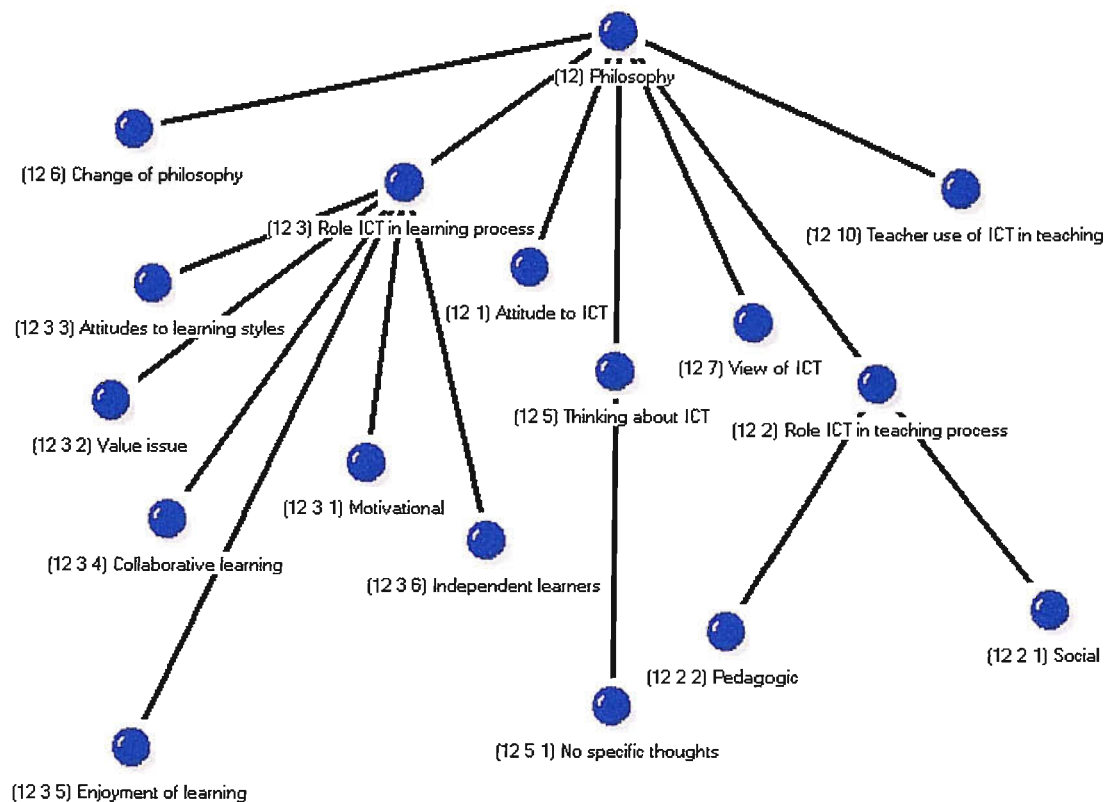 (12) Philosophy
(12 6) Change of philosophy
(12 3) Role ICT in learning process
(12 10) Teacher use of ICT in teaching
(12 3 3) Attitudes to learning styles
(12 1) Attitude to ICT
(12 7) View of ICT
(12 5) Thinking about ICT
(12 2) Role ICT in teaching process
(12 3 2) Value issue
(12 3 1) Motivational
(12 3 4) Collaborative learning
(12 3 6) Independent learners
(12 2 1) Social
(12 2 2) Pedagogic
(12 5 1) No specific thoughts
(12 3 5) Enjoyment of learning